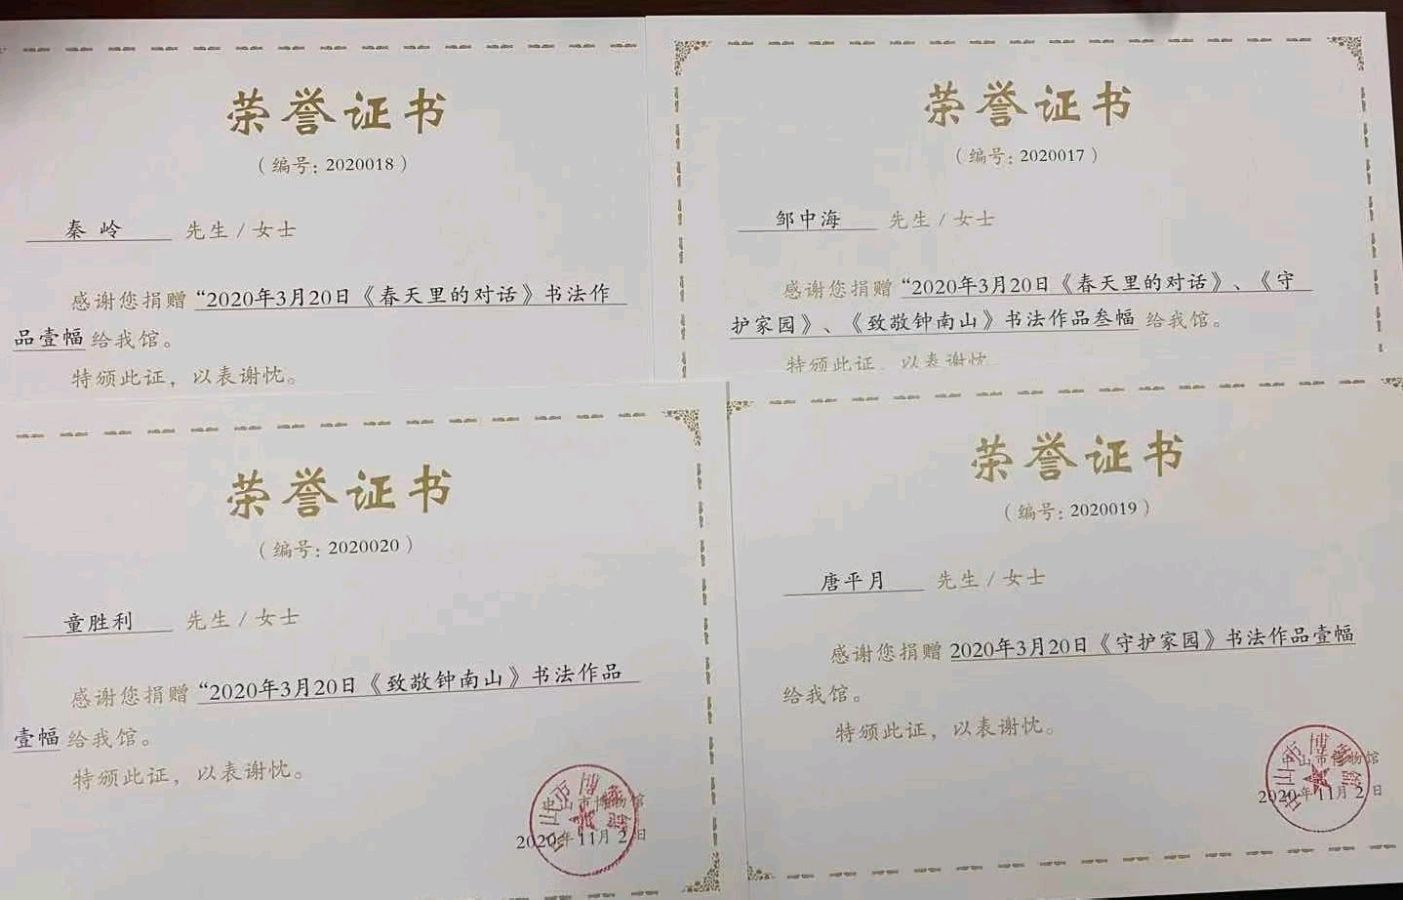 荣誉证书
（编号：2020018）
秦 岭 先生/女士
感谢您捐赠“2020年3月20日《春天里的对话》书法作
品壹幅给我馆。
特颁此证，以表谢忱。
荣誉证书
（编号：2020017）
邹中海 先生/女士
感谢您捐赠“2020年3月20日《春天里的对话》、《守
护家园》、《致敬钟南山》书法作品叁幅给我馆。
特颁此证，以表谢忱
荣誉证书
（编号：2020020）
童胜利 先生/女士
感谢您捐赠“2020年3月20日《致敬钟南山》书法作品
壹幅给我馆。
特颁此证，以表谢忱。
中山市博物馆
2020年11月2日
荣誉证书
（编号：2020019）
唐平月 先生/女士
感谢您捐赠 2020年3月20日《守护家园》书法作品壹幅
给我馆。
特颁此证，以表谢忱。
中山市博物馆
2020年11月2日